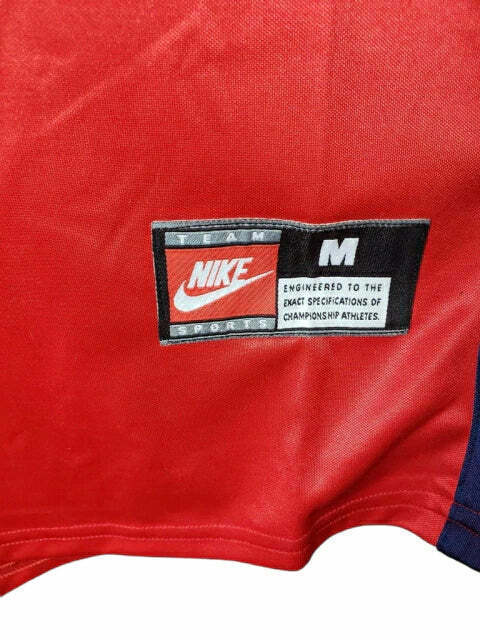 TEAM
NIKE
SPORTS
M
ENGINEERED TO THE
EXACT SPECIFICATIONS OF
CHAMPIONSHIP ATHLETES.